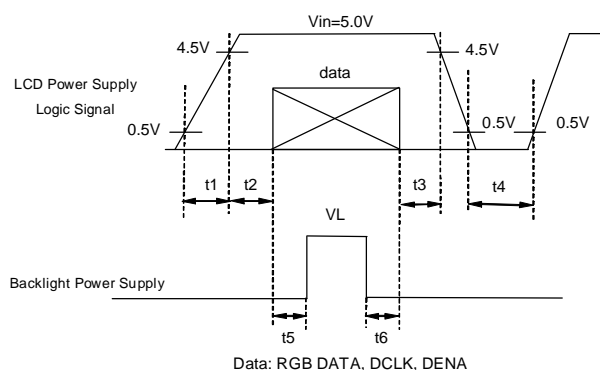 Vin=5.0V
4.5V
4.5V
LCD Power Supply
data
Logic Signal
0.5V
0.5V
0.5V
t1
t2
t3
t4
VL
Backlight Power Supply
t5
t6
Data: RGB DATA, DCLK, DENA